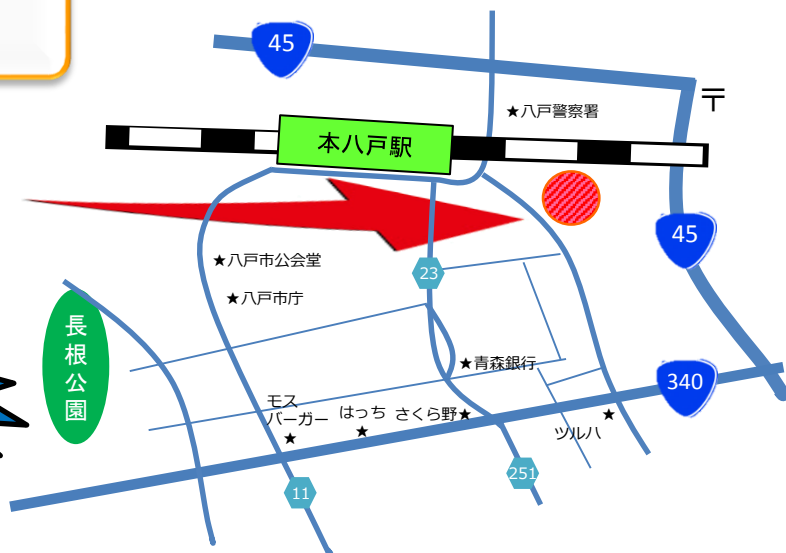 45
〒
★八戸警察署
本八戸駅
45
★八戸市公会堂
23
★八戸市庁
長根公園
★青森銀行
340
モス
バーガー
★
はっち
★
さくら野★
★
ツルハ
251
11